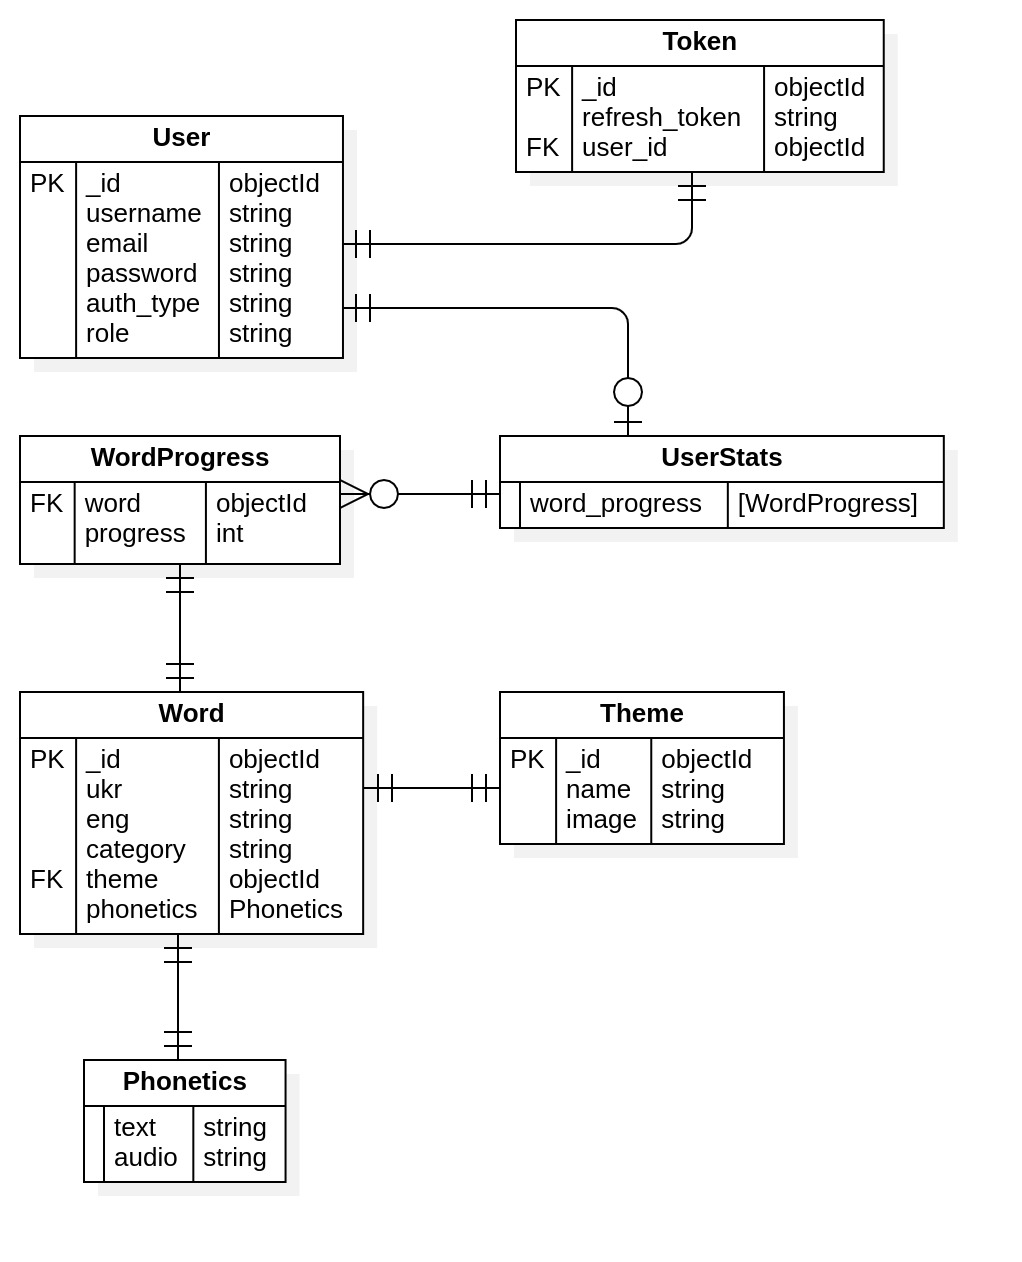 Token
PK _id objectId
refresh_token string
FK user_id objectId
User
PK _id objectId
username string
email string
password string
auth_type string
role string
WordProgress
FK word objectId
progress int
UserStats
word_progress [WordProgress]
Word
PK _id objectId
ukr string
eng string
category string
FK theme objectId
phonetics Phonetics
Theme
PK _id objectId
name string
image string
Phonetics
text string
audio string